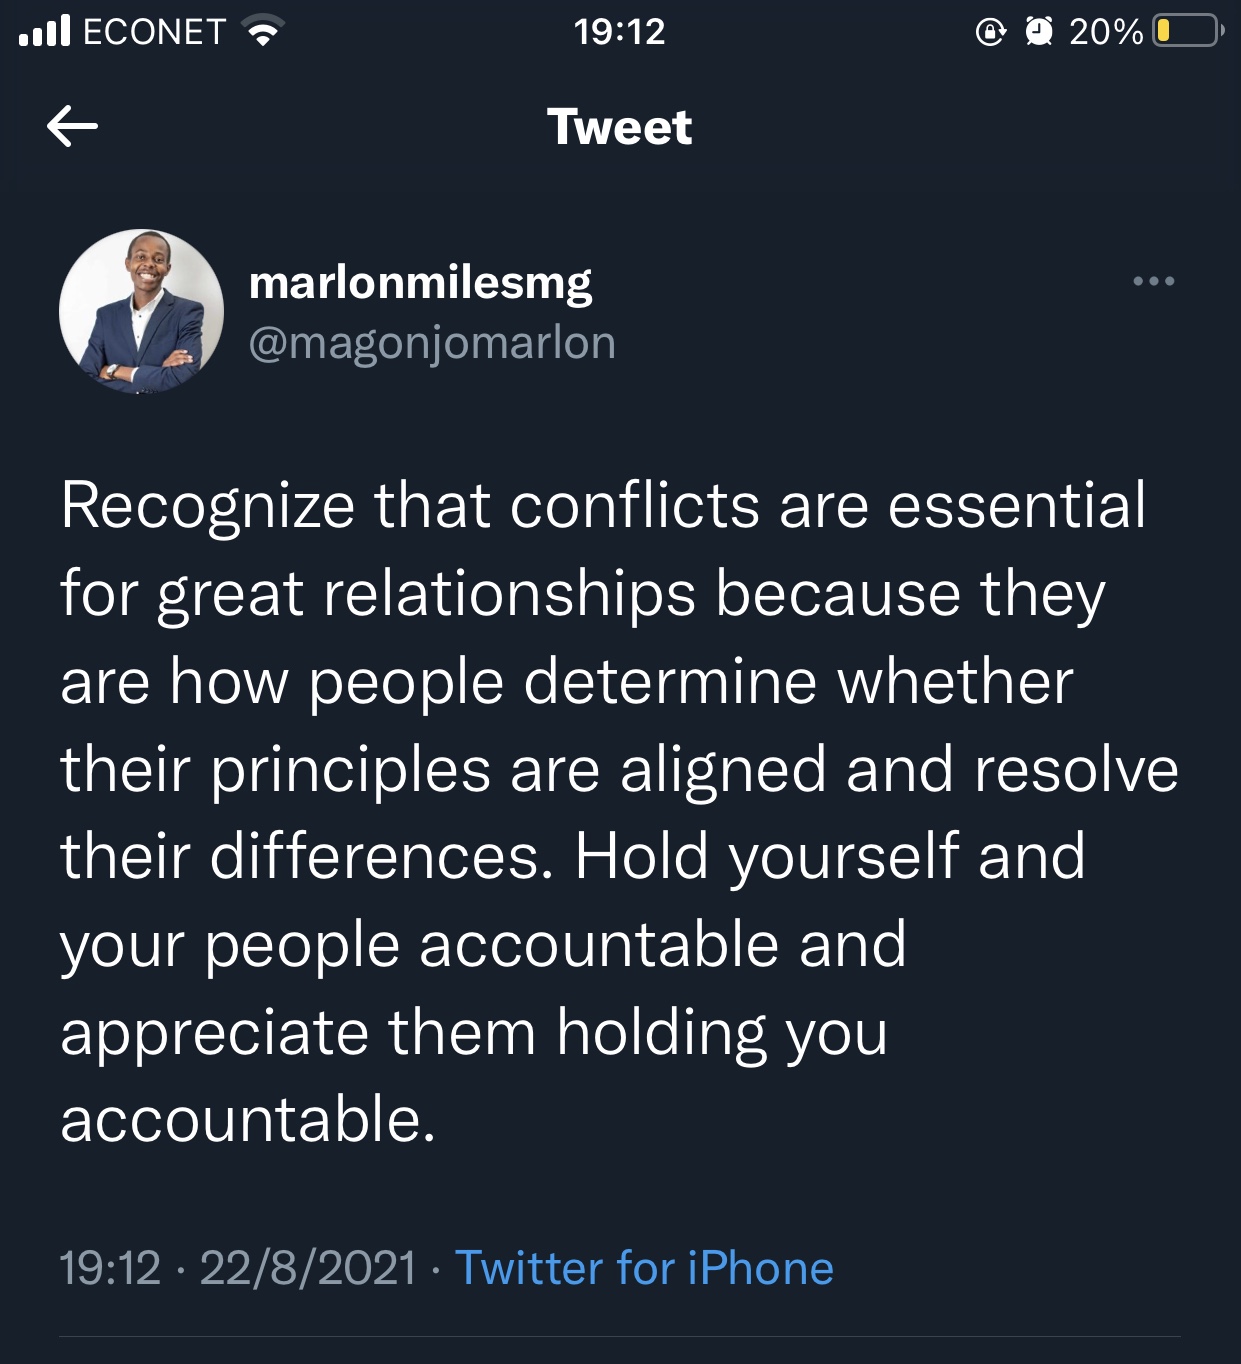 ECONET 19:12 20%
Tweet
marlonmilesmg
@magonjomarlon
Recognize that conflicts are essential
for great relationships because they
are how people determine whether
their principles are aligned and resolve
their differences. Hold yourself and
your people accountable and
appreciate them holding you
accountable.
19:12 · 22/8/2021 · Twitter for iPhone